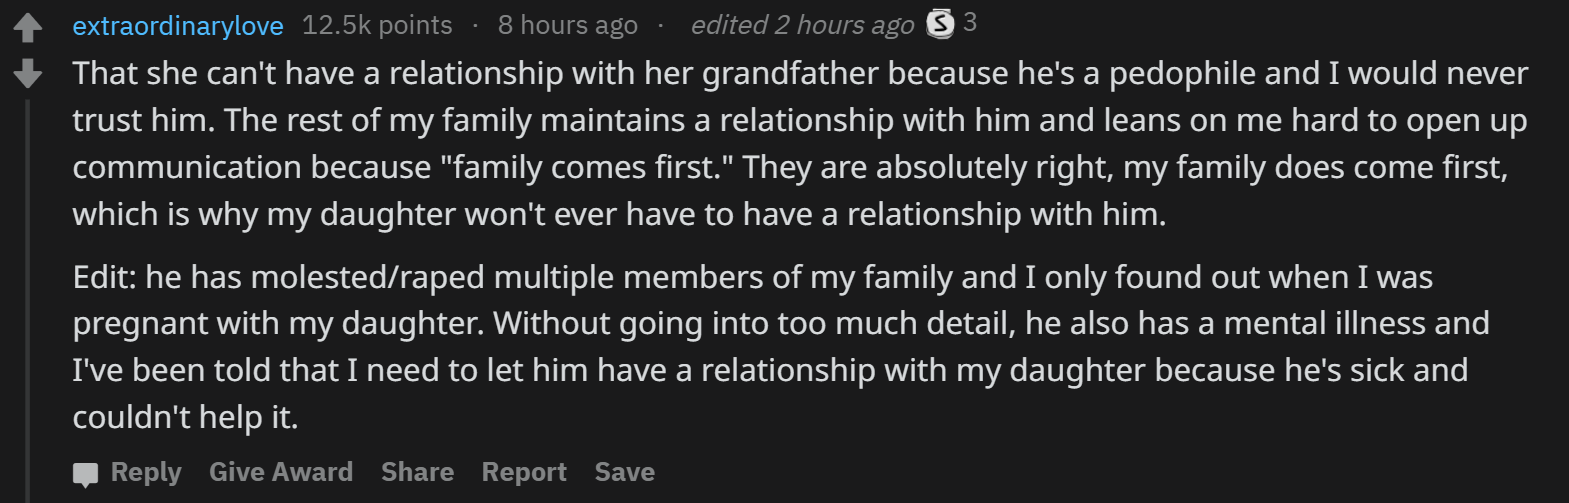 extraordinarylove 12.5k points · 8 hours ago · edited 2 hours ago S 3
That she can't have a relationship with her grandfather because he's a pedophile and I would never
trust him. The rest of my family maintains a relationship with him and leans on me hard to open up
communication because "family comes first." They are absolutely right, my family does come first,
which is why my daughter won't ever have to have a relationship with him.
Edit: he has molested/raped multiple members of my family and I only found out when I was
pregnant with my daughter. Without going into too much detail, he also has a mental illness and
I've been told that I need to let him have a relationship with my daughter because he's sick and
couldn't help it.
Reply Give Award Share Report Save